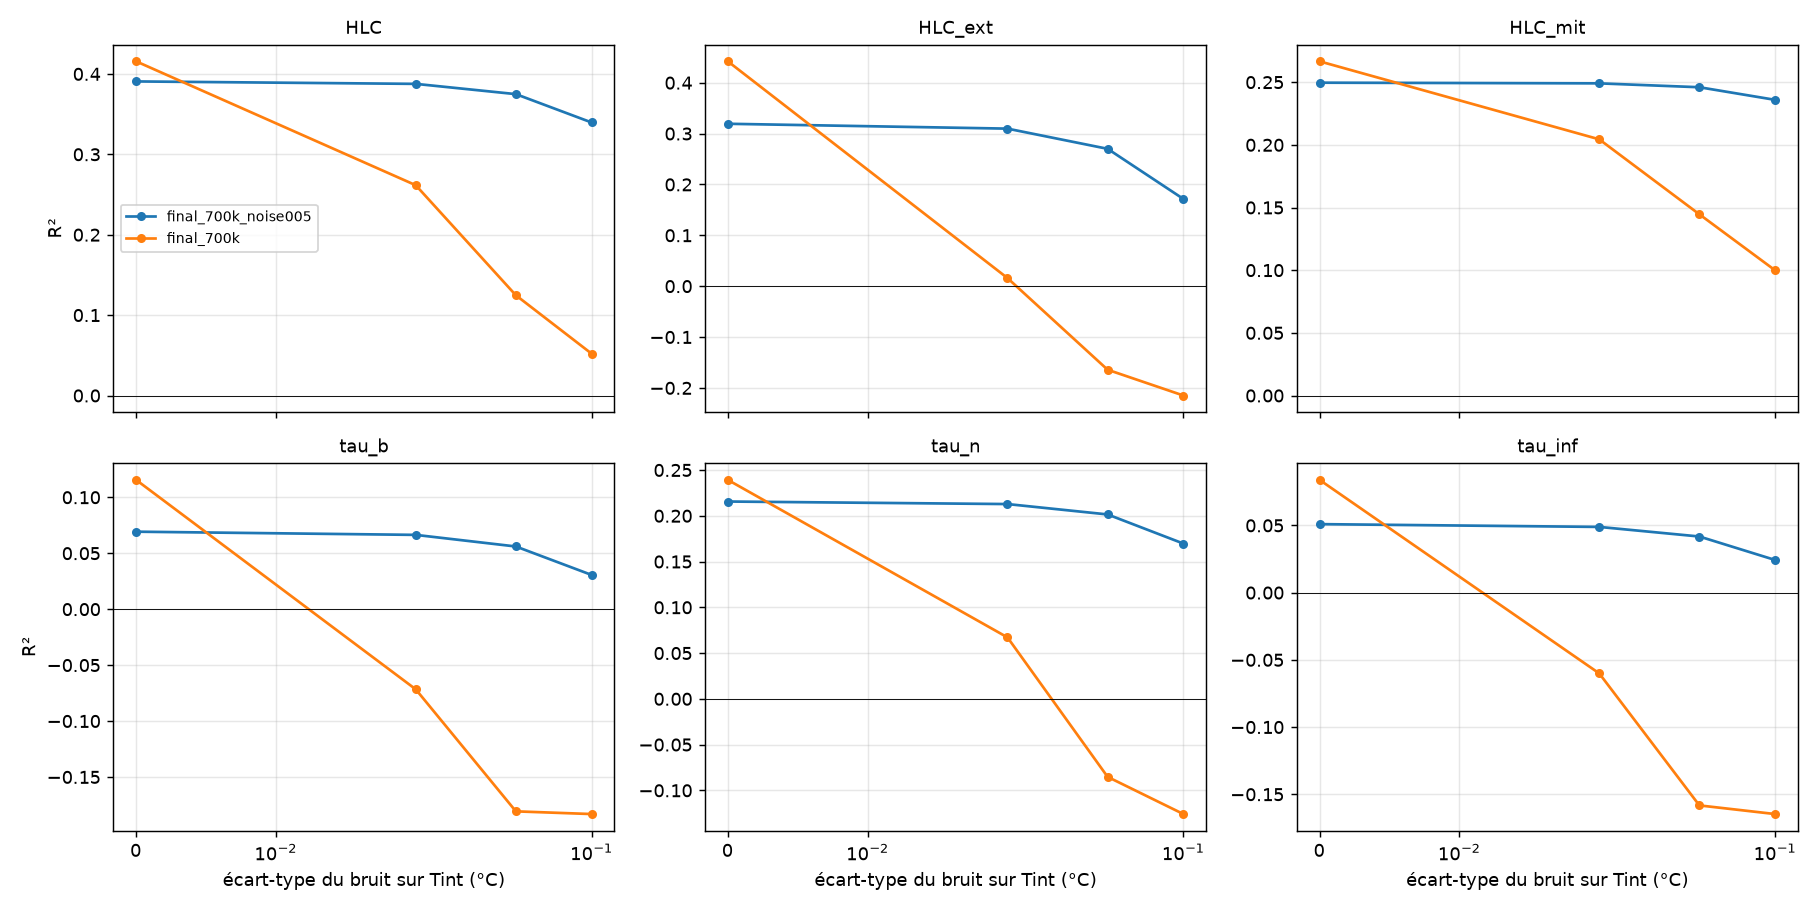 HLC
HLC_ext
HLC_mit
0.4
0.3
0.2
0.1
0.0
R²
final_700k_noise005
final_700k
0.4
0.3
0.2
0.1
0.0
−0.1
−0.2
0.25
0.20
0.15
0.10
0.05
0.00
tau_b
tau_n
tau_inf
0.10
0.05
0.00
−0.05
−0.10
−0.15
R²
0.25
0.20
0.15
0.10
0.05
0.00
−0.05
−0.10
0.05
0.00
−0.05
−0.10
−0.15
0 10⁻² 10⁻¹
0 10⁻² 10⁻¹
0 10⁻² 10⁻¹
écart-type du bruit sur Tint (°C)
écart-type du bruit sur Tint (°C)
écart-type du bruit sur Tint (°C)